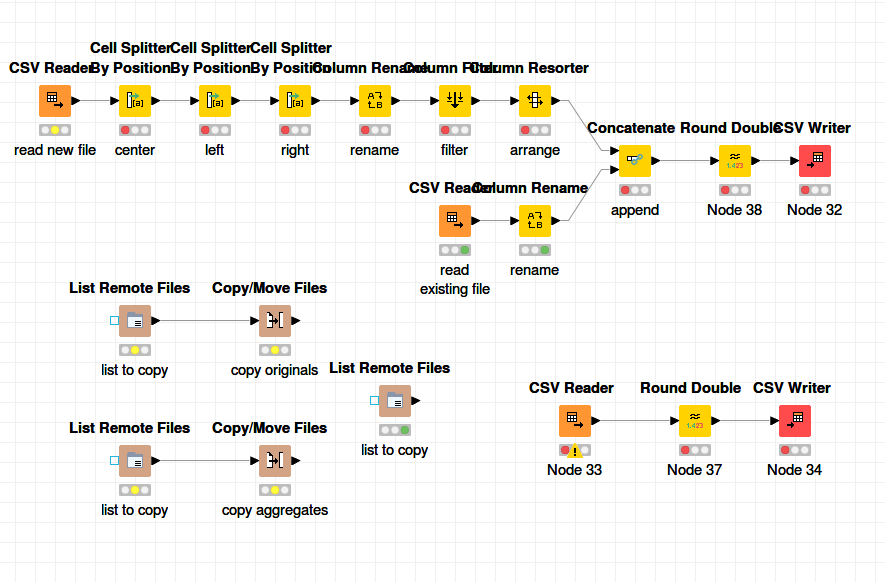 Cell Splitter Cell Splitter Cell Splitter
CSV Reader By Position By Position By Position Column Rename Column Filter Column Resorter
read new file center left right rename filter arrange
Concatenate Round Double CSV Writer
1.423
append Node 38 Node 32
CSV Reader Column Rename
read
existing file
rename
List Remote Files Copy/Move Files
list to copy copy originals
List Remote Files
list to copy
List Remote Files Copy/Move Files
list to copy copy aggregates
CSV Reader Round Double CSV Writer
1.423
Node 33 Node 37 Node 34